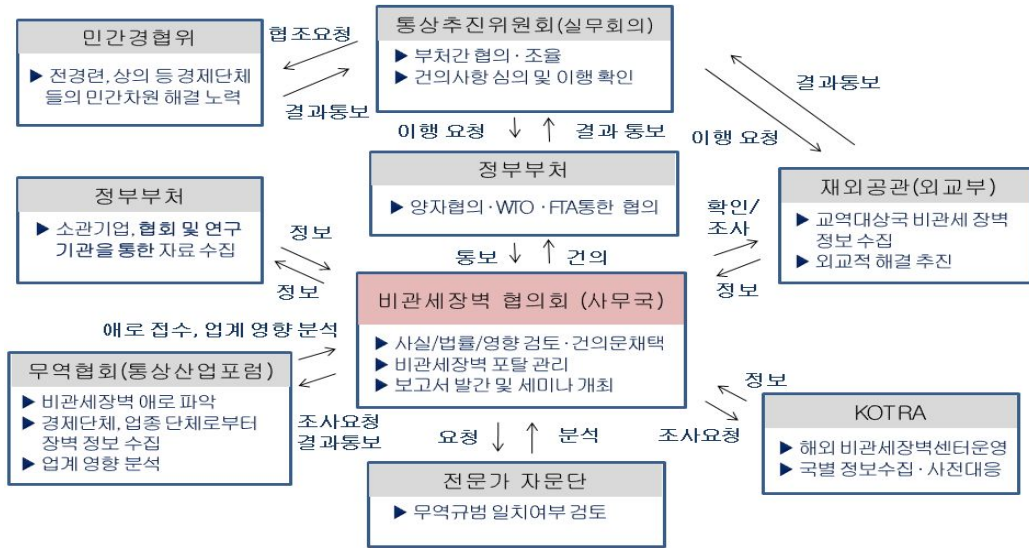 민간경협위
▶ 전경련, 상의 등 경제단체
들의 민간차원 해결 노력
협조요청
결과통보
통상추진위원회(실무회의)
▶ 부처간 협의 · 조율
▶ 건의사항 심의 및 이행 확인
결과통보
이행 요청
이행 요청
결과 통보
정부부처
▶ 양자협의 · WTO · FTA통한 협의
정부부처
▶ 소관기업, 협회 및 연구
기관을 통한 자료 수집
정보
정보
통보
건의
확인/
조사
정보
재외공관(외교부)
▶ 교역대상국 비관세 장벽
정보 수집
▶ 외교적 해결 추진
비관세장벽 협의회 (사무국)
▶ 사실/법률/영향 검토 · 건의문채택
▶ 비관세장벽 포탈 관리
▶ 보고서 발간 및 세미나 개최
애로 접수, 업계 영향 분석
무역협회(통상산업포럼)
▶ 비관세장벽 애로 파악
▶ 경제단체, 업종 단체로부터
장벽 정보 수집
▶ 업계 영향 분석
조사요청
결과통보
요청
분석
조사요청
정보
KOTRA
▶ 해외 비관세장벽센터운영
▶ 국별 정보수집 · 사전대응
전문가 자문단
▶ 무역규범 일치여부 검토